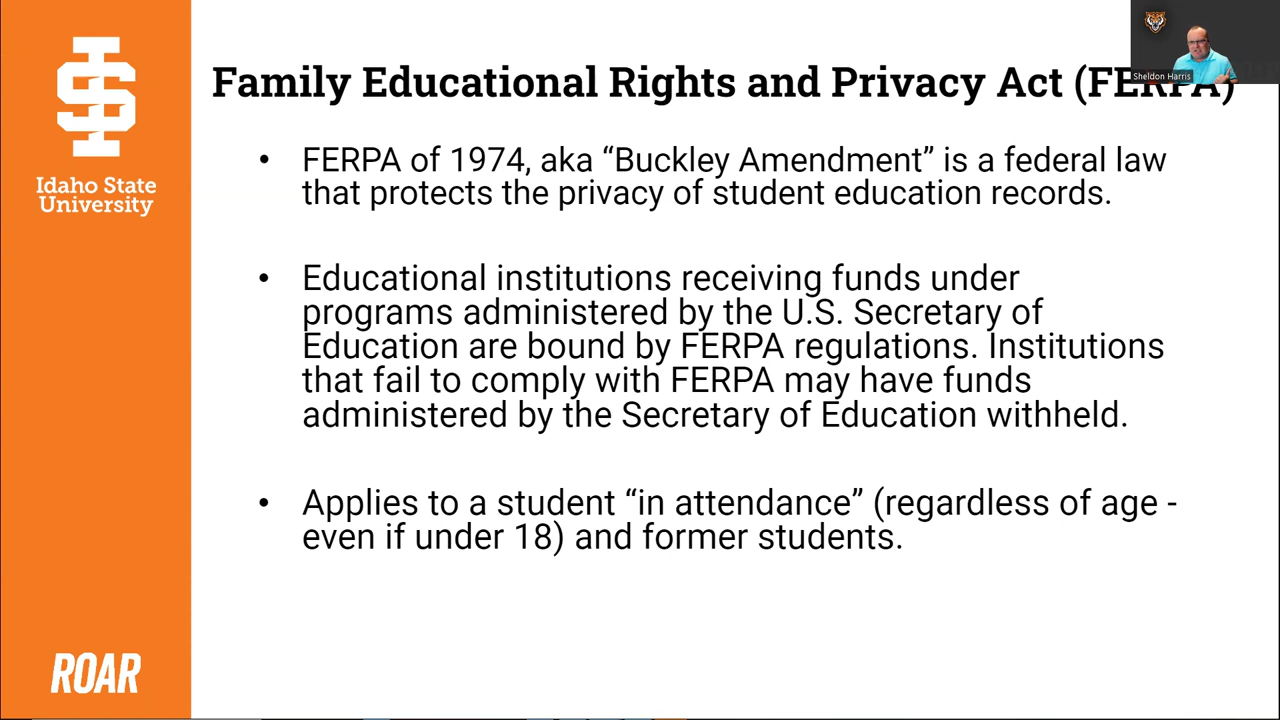 Family Educational Rights and Privacy Act (FERPA)
Sheldon Harris
Idaho State
University
• FERPA of 1974, aka “Buckley Amendment” is a federal law
that protects the privacy of student education records.
• Educational institutions receiving funds under
programs administered by the U.S. Secretary of
Education are bound by FERPA regulations. Institutions
that fail to comply with FERPA may have funds
administered by the Secretary of Education withheld.
• Applies to a student “in attendance” (regardless of age -
even if under 18) and former students.
ROAR